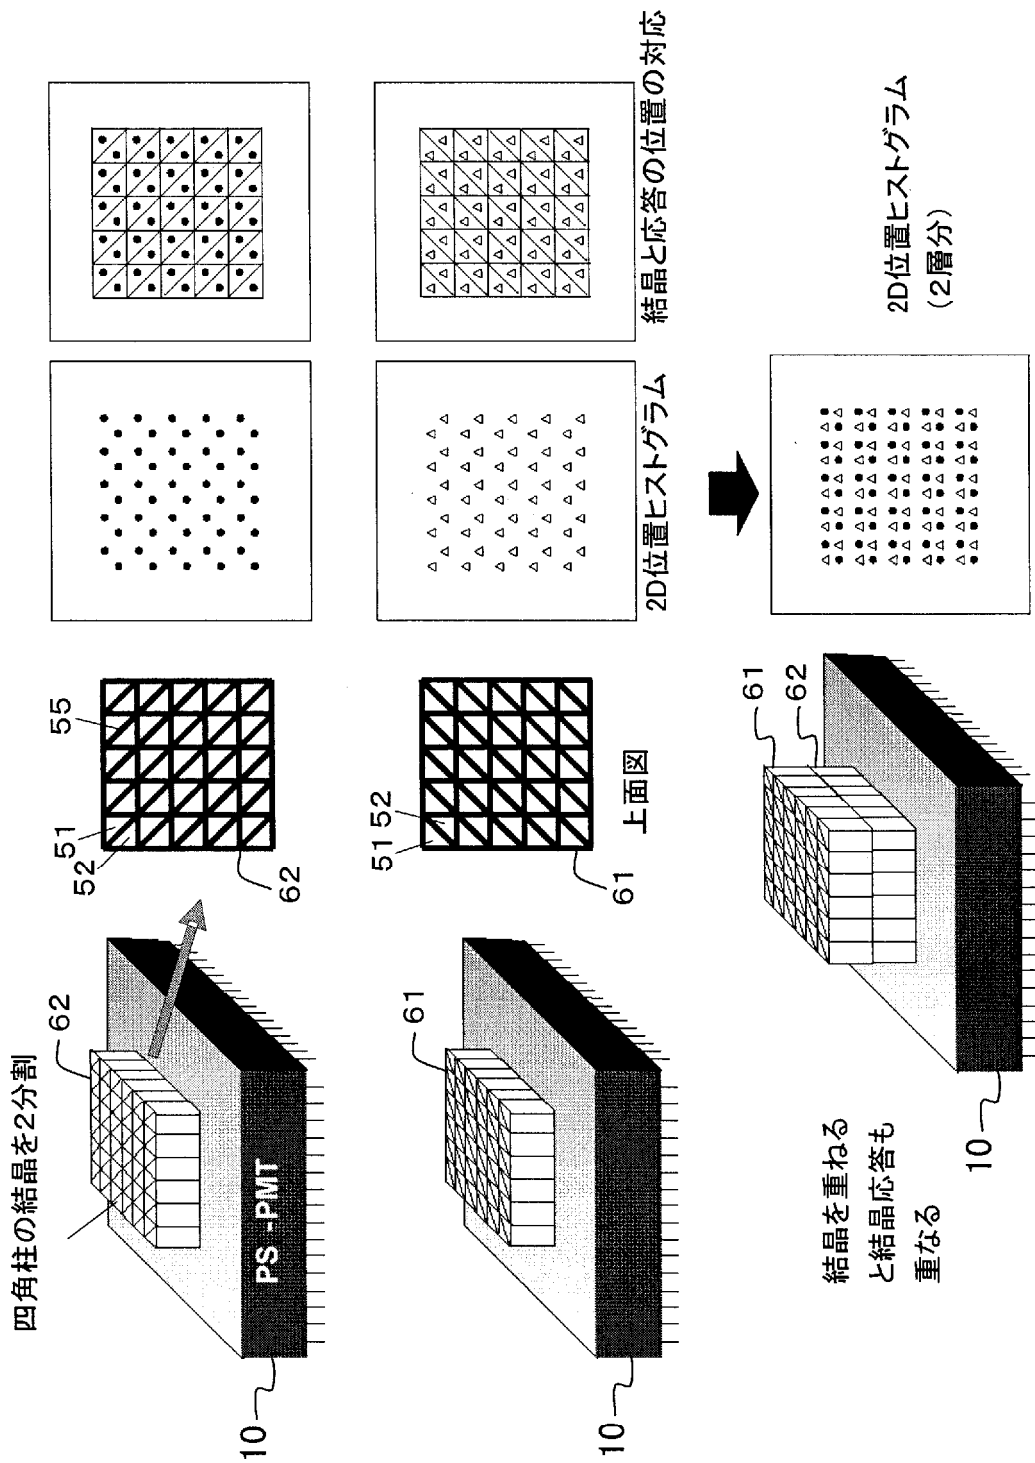 四角柱の結晶を2分割
62
10
PS-PMT
51
52
55
62
61
10
51
52
61
上面図
2D位置ヒストグラム
結晶と応答の位置の対応
結晶を重ねる
と結晶応答も
重なる
10
61
62
2D位置ヒストグラム
(2層分)